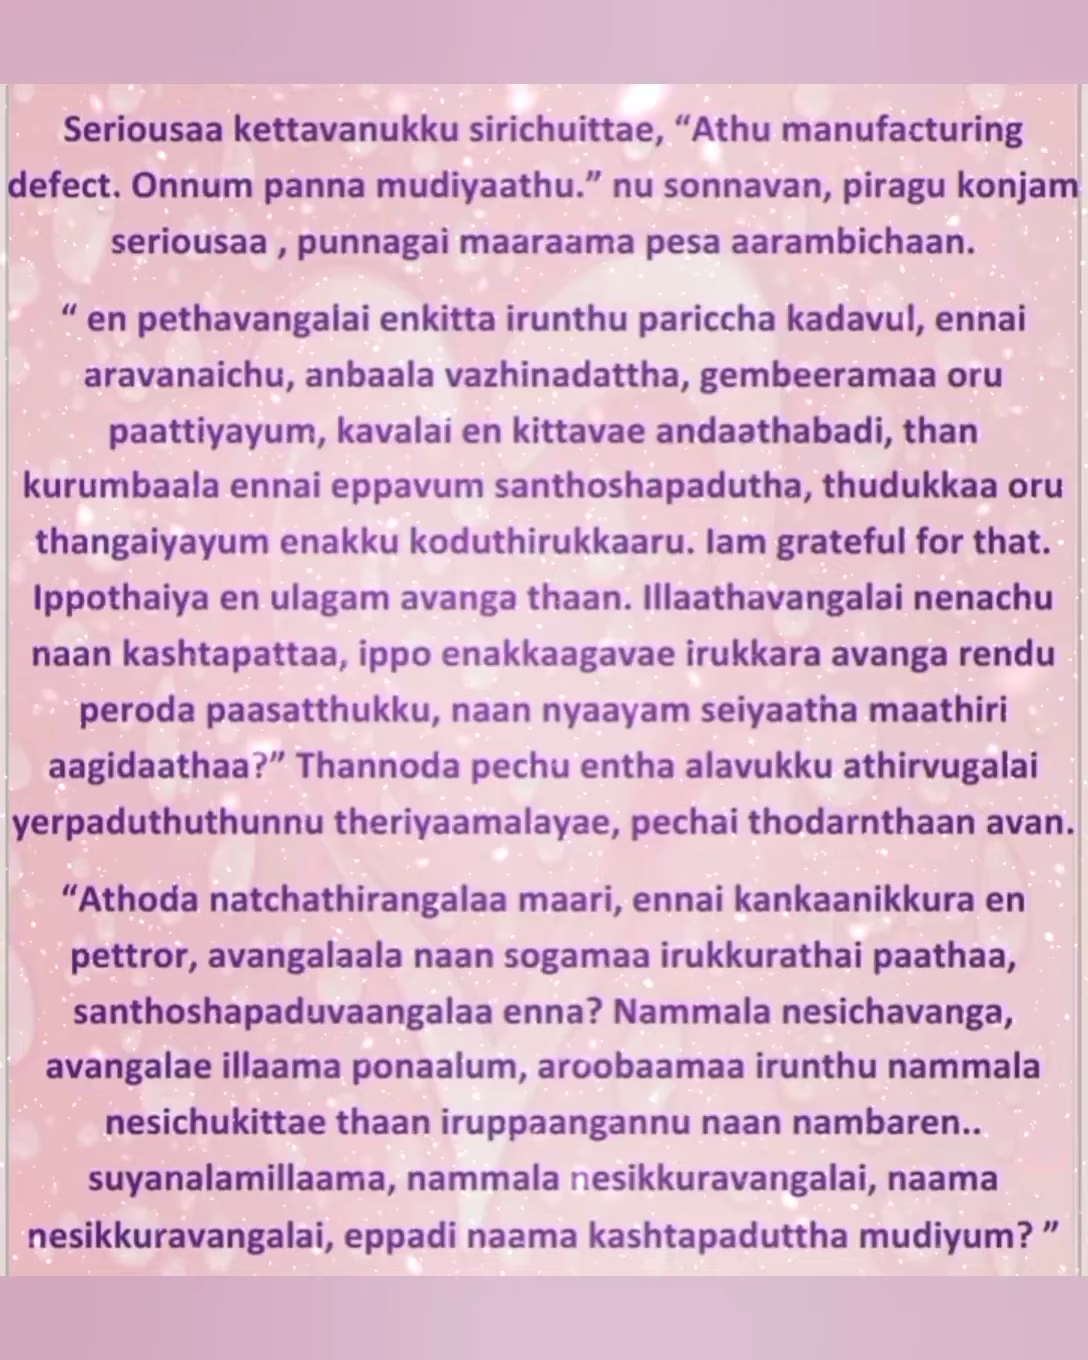 Seriousaa kettavanukku sirichuittae, “Athu manufacturing
defect. Onnum panna mudiyaathu.” nu sonnavan, piragu konjam
seriousaa , punnagai maaraama pesa aarambichaan.
“ en pethavangalai enkitta irunthu pariccha kadavul, ennai
aravanaichu, anbaala vazhinadattha, gembeeramaa oru
paattiyayum, kavalai en kittavae andaathabadi, than
kurumbaala ennai eppavum santhoshapadutha, thudukkaa oru
thangaiyayum enakku koduthirukkaaru. Iam grateful for that.
Ippothaiya en ulagam avanga thaan. Illaathavangalai nenachu
naan kashtapattaa, ippo enakkaagavae irukkara avanga rendu
peroda paasatthukku, naan nyaayam seiyaatha maathiri
aagidaathaa?” Thannoda pechu entha alavukku athirvugalai
yerpaduthuthunnu theriyaamalayae, pechai thodarnthaan avan.
“Athoda natchathirangalaa maari, ennai kankaanikkura en
pettror, avangalaala naan sogamaa irukkurathai paathaa,
santhoshapaduvaangalaa enna? Nammala nesichavanga,
avangalae illaama ponaalum, aroobaamaa irunthu nammala
nesichukittae thaan iruppaangannu naan nambaren..
suyanalamillaama, nammala nesikkuravangalai, naama
nesikkuravangalai, eppadi naama kashtapaduttha mudiyum? ”